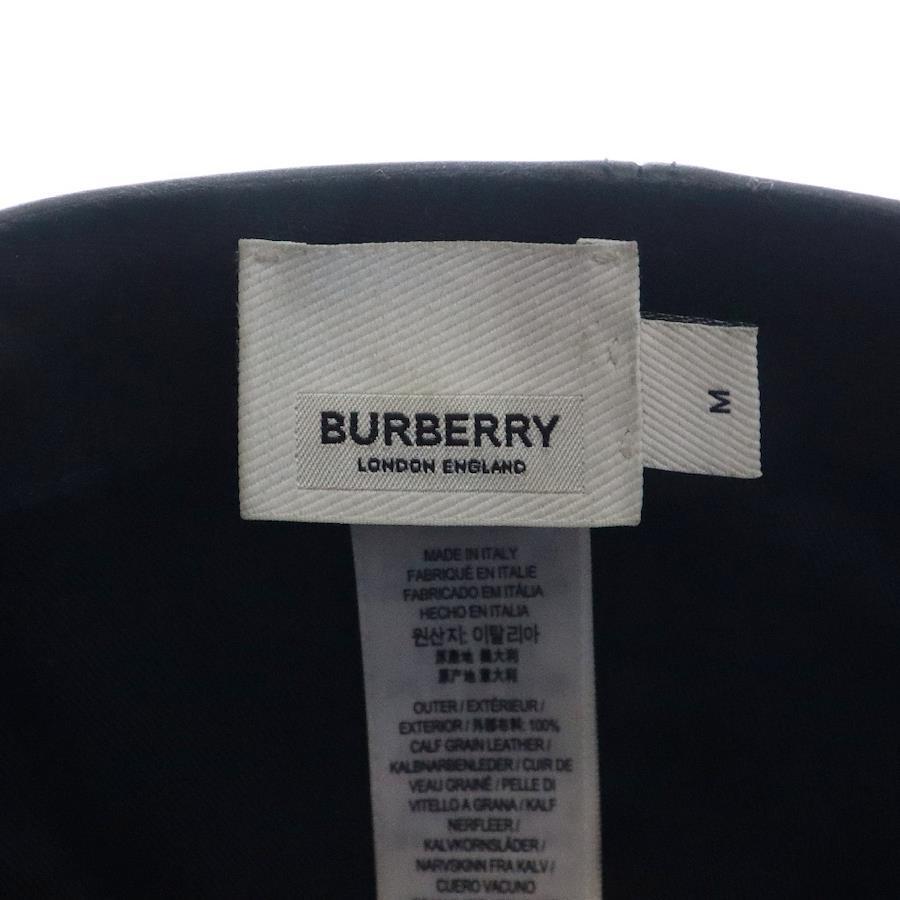 BURBERRY
LONDON ENGLAND
M
MADE IN ITALY
FABRIQUÉ EN ITALIE
FABRICADO EM ITÁLIA
HECHO EN ITALIA
원산지: 이탈리아
原產地 義大利
原产地 意大利
OUTER / EXTÉRIEUR /
EXTERIOR / 外部布料: 100%
CALF GRAIN LEATHER /
KALBNARBENLEDER / CUIR DE
VEAU GRAINÉ / PELLE DI
VITELLO A GRANA / KALF
NERFLEER /
KALVKORNSLÄDER /
NARVSKINN FRA KALV /
CUERO VACUNO